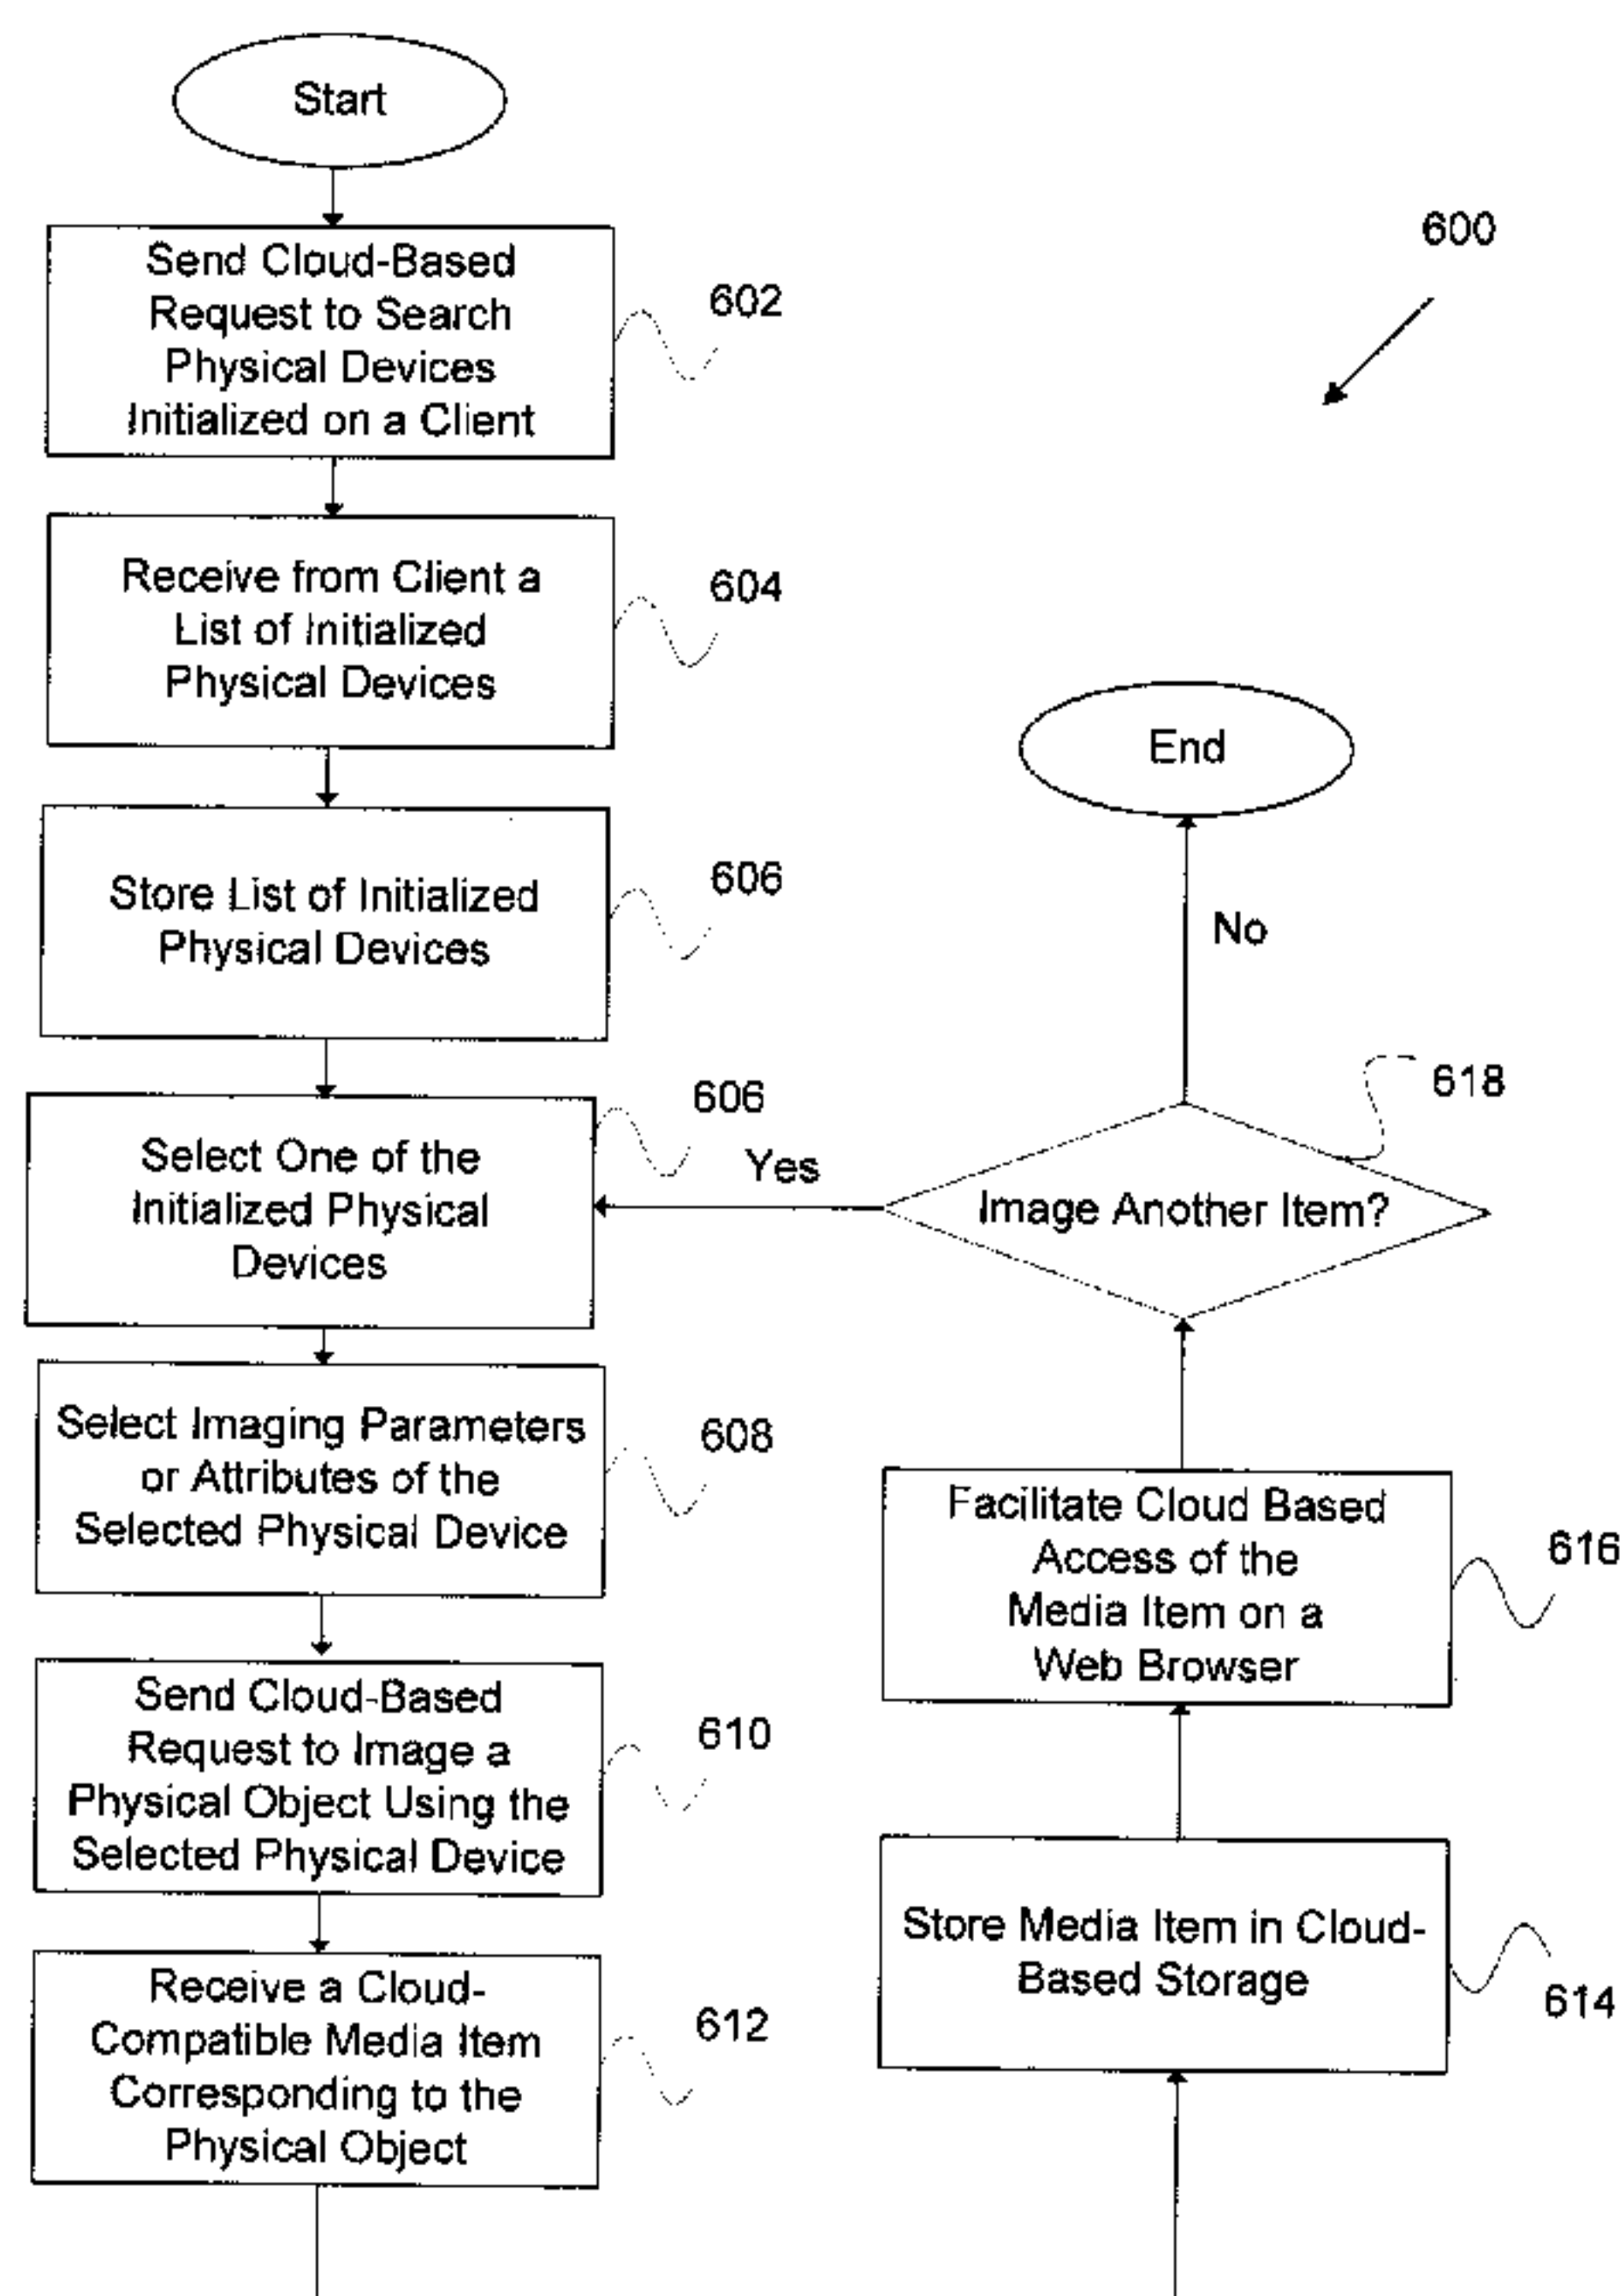 Start
600
Send Cloud-Based
Request to Search
Physical Devices
Initialized on a Client
602
Receive from Client a
List of Initialized
Physical Devices
604
Store List of Initialized
Physical Devices
606
Select One of the
Initialized Physical
Devices
606
Select Imaging Parameters
or Attributes of the
Selected Physical Device
608
Send Cloud-Based
Request to Image a
Physical Object Using the
Selected Physical Device
610
Receive a Cloud-
Compatible Media Item
Corresponding to the
Physical Object
612
Store Media Item in Cloud-
Based Storage
614
Facilitate Cloud Based
Access of the
Media Item on a
Web Browser
616
Image Another Item?
618
Yes
No
End